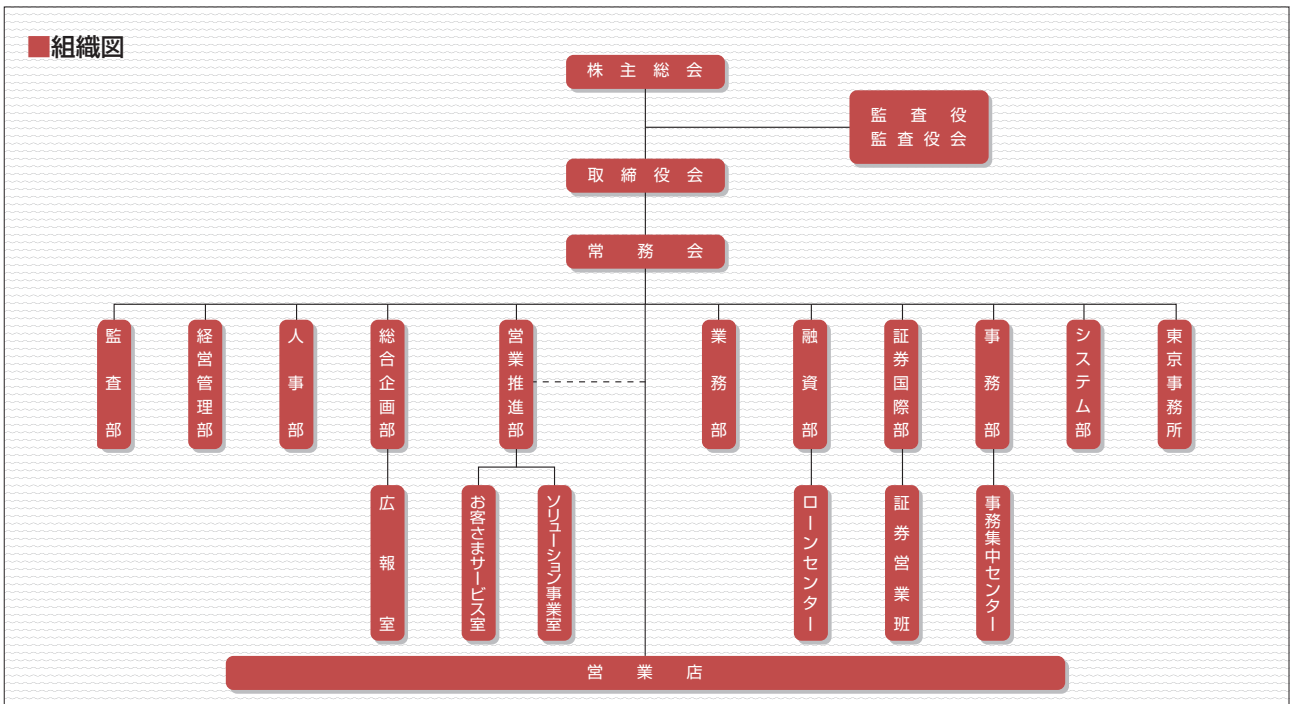 ■組織図
株主総会
監査役
監査役会
取締役会
常務会
監査部
経営管理部
人事部
総合企画部
営業推進部
業務部
融資部
証券国際部
事務部
システム部
東京事務所
広報室
お客さまサービス室
ソリューション事業室
ローンセンター
証券営業班
事務集中センター
営業店